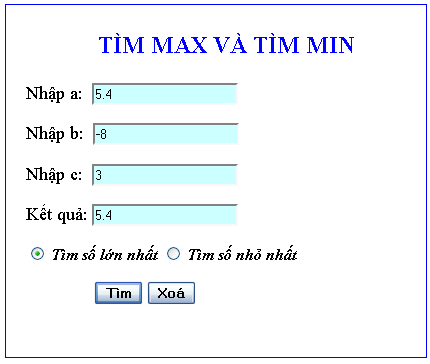 TÌM MAX VÀ TÌM MIN
Nhập a: 5.4
Nhập b: -8
Nhập c: 3
Kết quả: 5.4
Tìm số lớn nhất Tìm số nhỏ nhất
Tìm Xoá